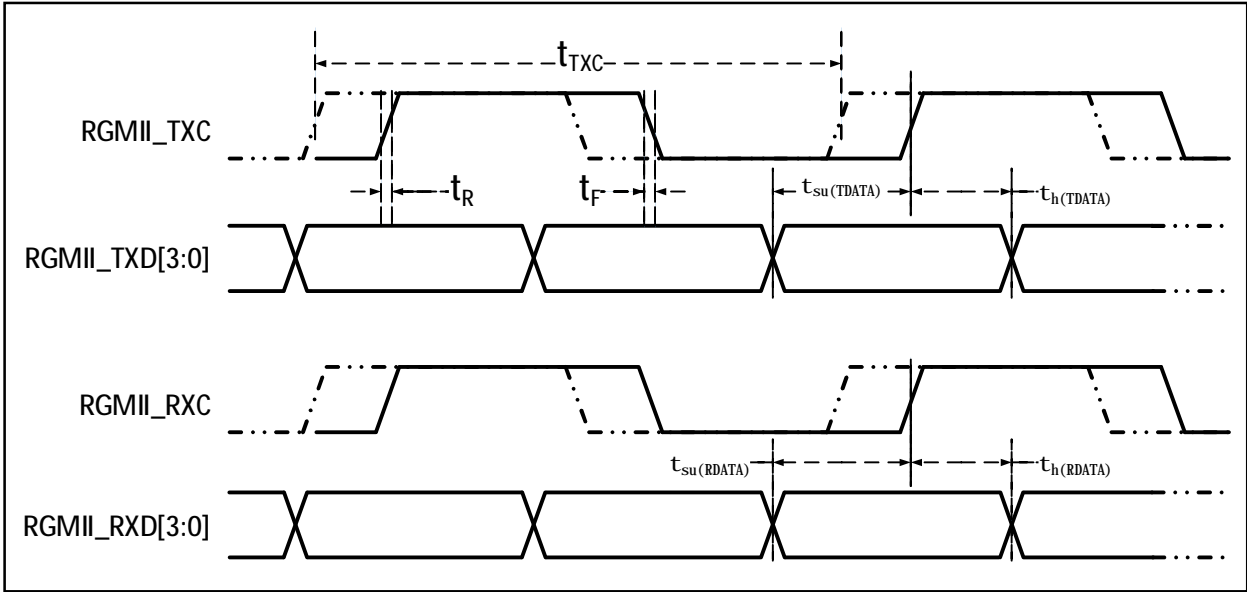 tTXC
RGMII_TXC
tR
tF
tsu(TDATA)
th(TDATA)
RGMII_TXD[3:0]
RGMII_RXC
tsu(RDATA)
th(RDATA)
RGMII_RXD[3:0]